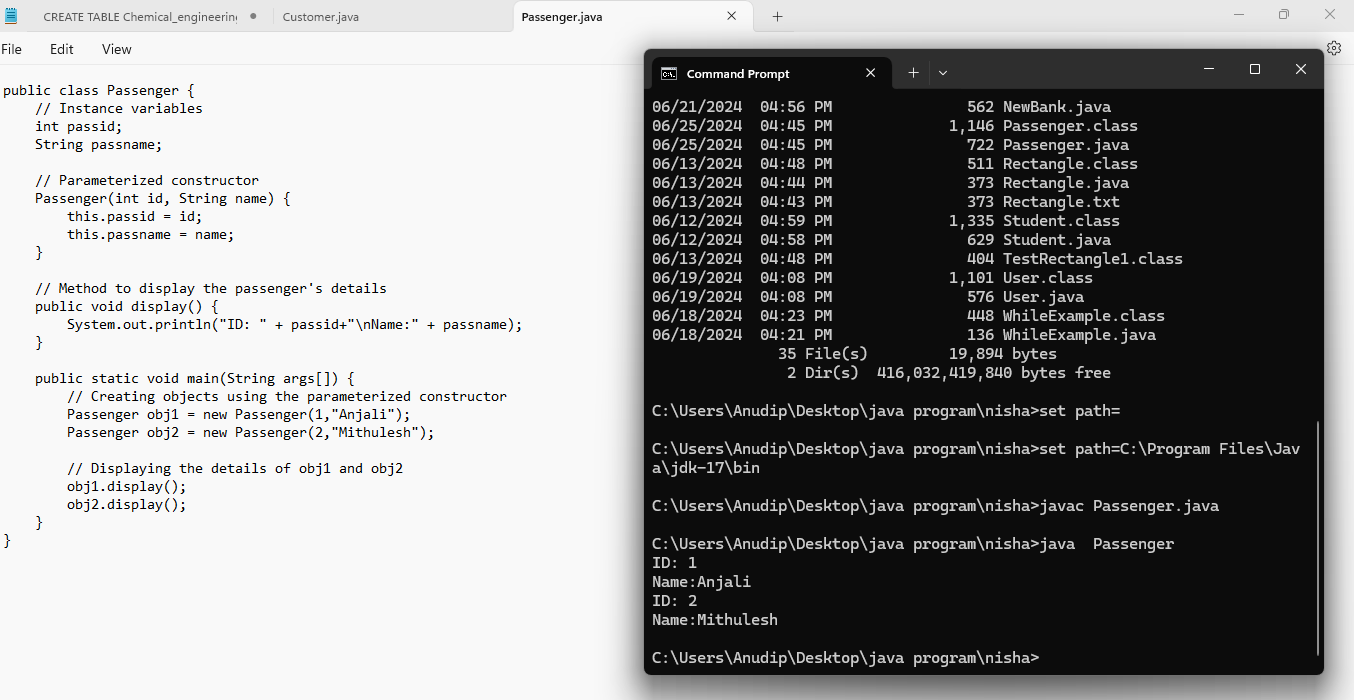 CREATE TABLE Chemical_engineering
Customer.java
Passenger.java
File Edit View
public class Passenger {
    // Instance variables
    int passid;
    String passname;

    // Parameterized constructor
    Passenger(int id, String name) {
        this.passid = id;
        this.passname = name;
    }

    // Method to display the passenger's details
    public void display() {
        System.out.println("ID: " + passid+"\nName:" + passname);
    }

    public static void main(String args[]) {
        // Creating objects using the parameterized constructor
        Passenger obj1 = new Passenger(1,"Anjali");
        Passenger obj2 = new Passenger(2,"Mithulesh");

        // Displaying the details of obj1 and obj2
        obj1.display();
        obj2.display();
    }
}
Command Prompt
06/21/2024  04:56 PM               562 NewBank.java
06/25/2024  04:45 PM             1,146 Passenger.class
06/25/2024  04:45 PM               722 Passenger.java
06/13/2024  04:48 PM               511 Rectangle.class
06/13/2024  04:44 PM               373 Rectangle.java
06/13/2024  04:43 PM               373 Rectangle.txt
06/12/2024  04:59 PM             1,335 Student.class
06/12/2024  04:58 PM               629 Student.java
06/13/2024  04:48 PM               404 TestRectangle1.class
06/19/2024  04:08 PM             1,101 User.class
06/19/2024  04:08 PM               576 User.java
06/18/2024  04:23 PM               448 WhileExample.class
06/18/2024  04:21 PM               136 WhileExample.java
              35 File(s)         19,894 bytes
               2 Dir(s)  416,032,419,840 bytes free

C:\Users\Anudip\Desktop\java program\nisha>set path=

C:\Users\Anudip\Desktop\java program\nisha>set path=C:\Program Files\Jav
a\jdk-17\bin

C:\Users\Anudip\Desktop\java program\nisha>javac Passenger.java

C:\Users\Anudip\Desktop\java program\nisha>java  Passenger
ID: 1
Name:Anjali
ID: 2
Name:Mithulesh

C:\Users\Anudip\Desktop\java program\nisha>